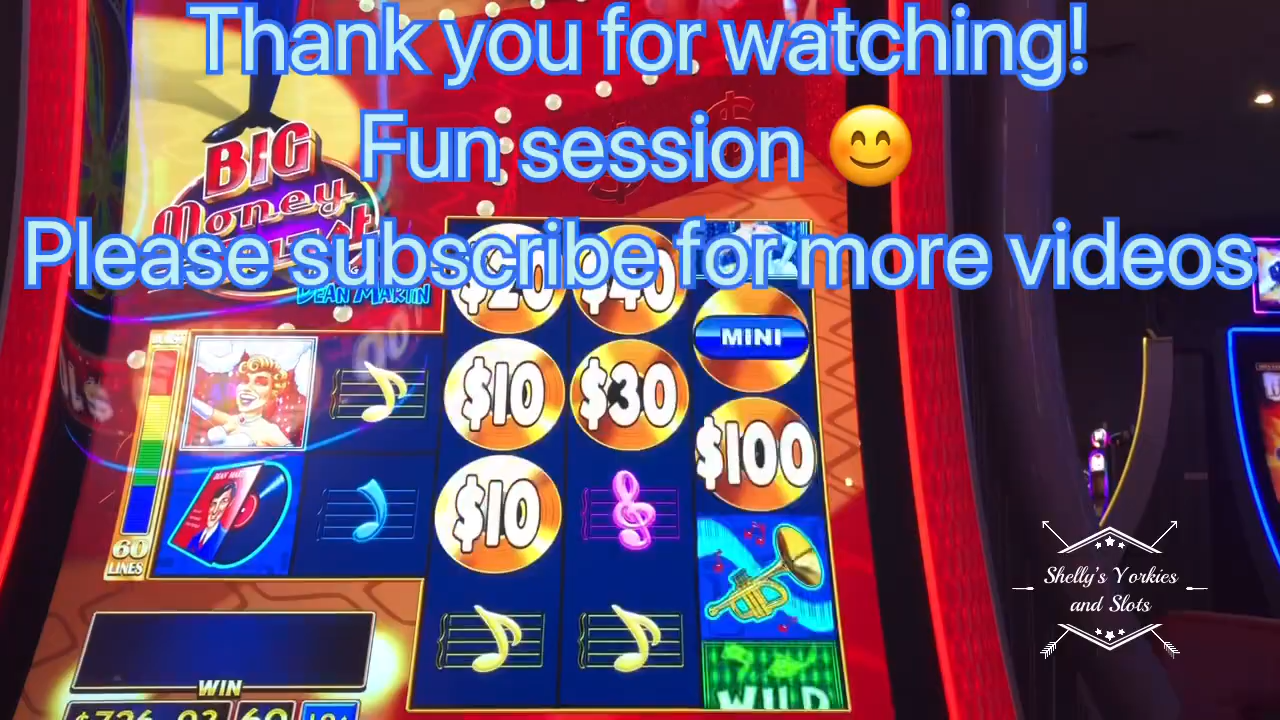 Thank you for watching!
Fun session 😊
Please subscribe for more videos
BIG
Money
DEAN MARTIN
$20 $40
MINI
$10 $30
$100
$10
60
LINES
WILD
WIN
Shelly's Yorkies
and Slots